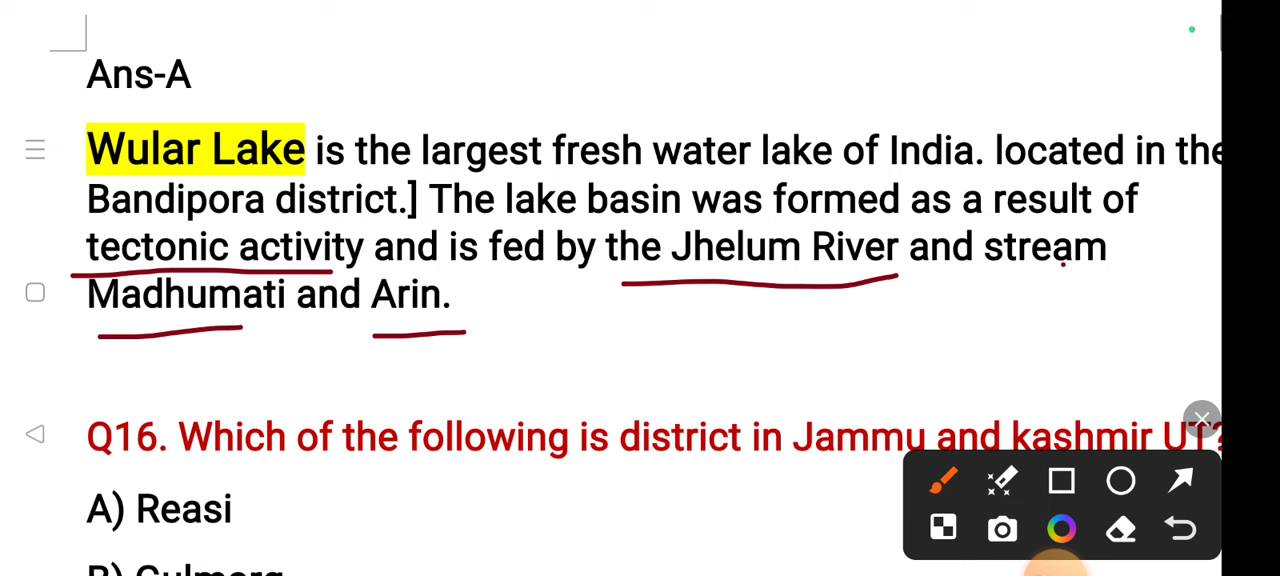 Ans-A
Wular Lake is the largest fresh water lake of India. located in the
Bandipora district.] The lake basin was formed as a result of
tectonic activity and is fed by the Jhelum River and stream
Madhumati and Arin.
Q16. Which of the following is district in Jammu and kashmir UT?
A) Reasi
B) Gulmarg